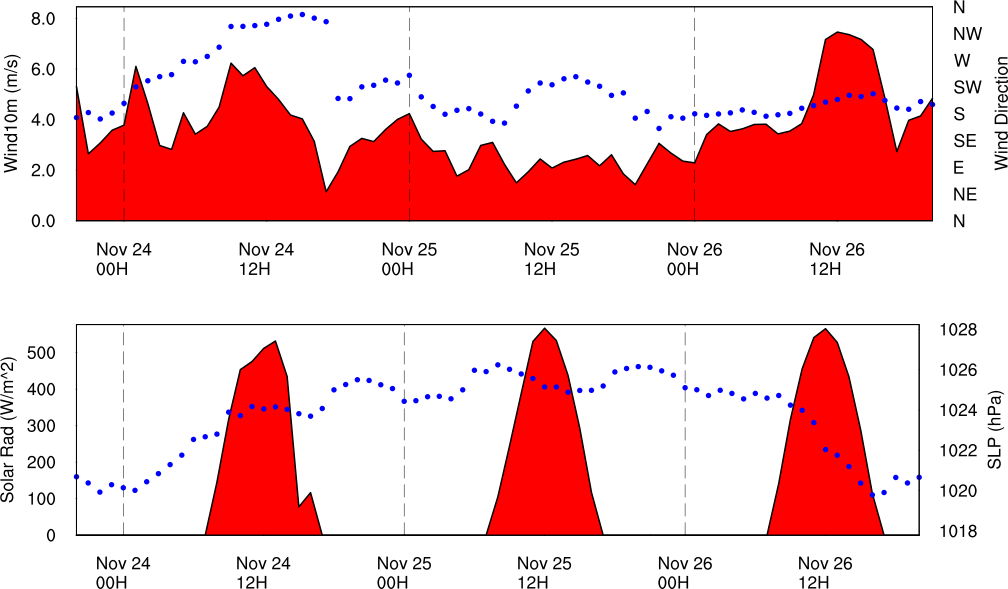 Wind10m (m/s)
8.0
6.0
4.0
2.0
0.0
N
NW
W
SW
S
SE
E
NE
N
Wind Direction
Nov 24
00H
Nov 24
12H
Nov 25
00H
Nov 25
12H
Nov 26
00H
Nov 26
12H
Solar Rad (W/m^2)
500
400
300
200
100
0
1028
1026
1024
1022
1020
1018
SLP (hPa)
Nov 24
00H
Nov 24
12H
Nov 25
00H
Nov 25
12H
Nov 26
00H
Nov 26
12H